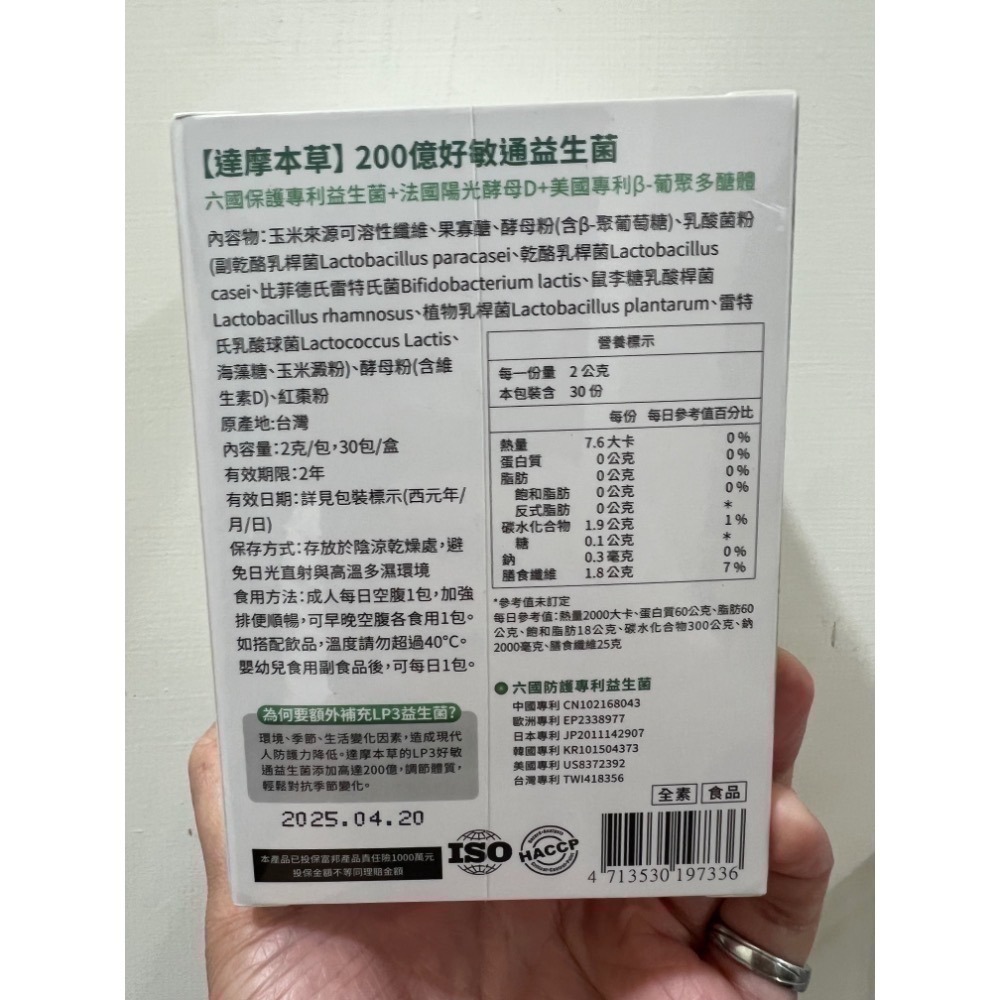 【達摩本草】200億好敏通益生菌
六國保護專利益生菌+法國陽光酵母D+美國專利β-葡聚多醣體
內容物:玉米來源可溶性纖維、果寡醣、酵母粉(含β-聚葡萄糖)、乳酸菌粉
(副乾酪乳桿菌Lactobacillus paracasei、乾酪乳桿菌Lactobacillus
casei、比菲德氏雷特氏菌Bifidobacterium lactis、鼠李糖乳酸桿菌
Lactobacillus rhamnosus、植物乳桿菌Lactobacillus plantarum、雷特
氏乳酸球菌Lactococcus Lactis、
海藻糖、玉米澱粉)、酵母粉(含維
生素D)、紅棗粉
原產地:台灣
內容量:2克/包,30包/盒
有效期限:2年
有效日期:詳見包裝標示(西元年/
月/日)
保存方式:存放於陰涼乾燥處,避
免日光直射與高溫多濕環境
食用方法:成人每日空腹1包,加強
排便順暢,可早晚空腹各食用1包。
如搭配飲品,溫度請勿超過40°C。
嬰幼兒食用副食品後,可每日1包。
營養標示
每一份量 2公克
本包裝含 30份
每份 每日參考值百分比
熱量 7.6大卡 0%
蛋白質 0公克 0%
脂肪 0公克 0%
飽和脂肪 0公克 0%
反式脂肪 0公克 *
碳水化合物 1.9公克 1%
糖 0.1公克 *
鈉 0.3毫克 0%
膳食纖維 1.8公克 7%
*參考值未訂定
每日參考值:熱量2000大卡、蛋白質60公克、脂肪60
公克、飽和脂肪18公克、碳水化合物300公克、鈉
2000毫克、膳食纖維25克
六國防護專利益生菌
中國專利 CN102168043
歐洲專利 EP2338977
日本專利 JP2011142907
韓國專利 KR101504373
美國專利 US8372392
台灣專利 TWI418356
為何要額外補充LP3益生菌?
環境、季節、生活變化因素,造成現代
人防護力降低。達摩本草的LP3好敏
通益生菌添加高達200億,調節體質,
輕鬆對抗季節變化。
2025.04.20
本產品已投保富邦產品責任險1000萬元
投保金額不等同理賠金額
ISO
HACCP
全素 食品
4 713530 197336